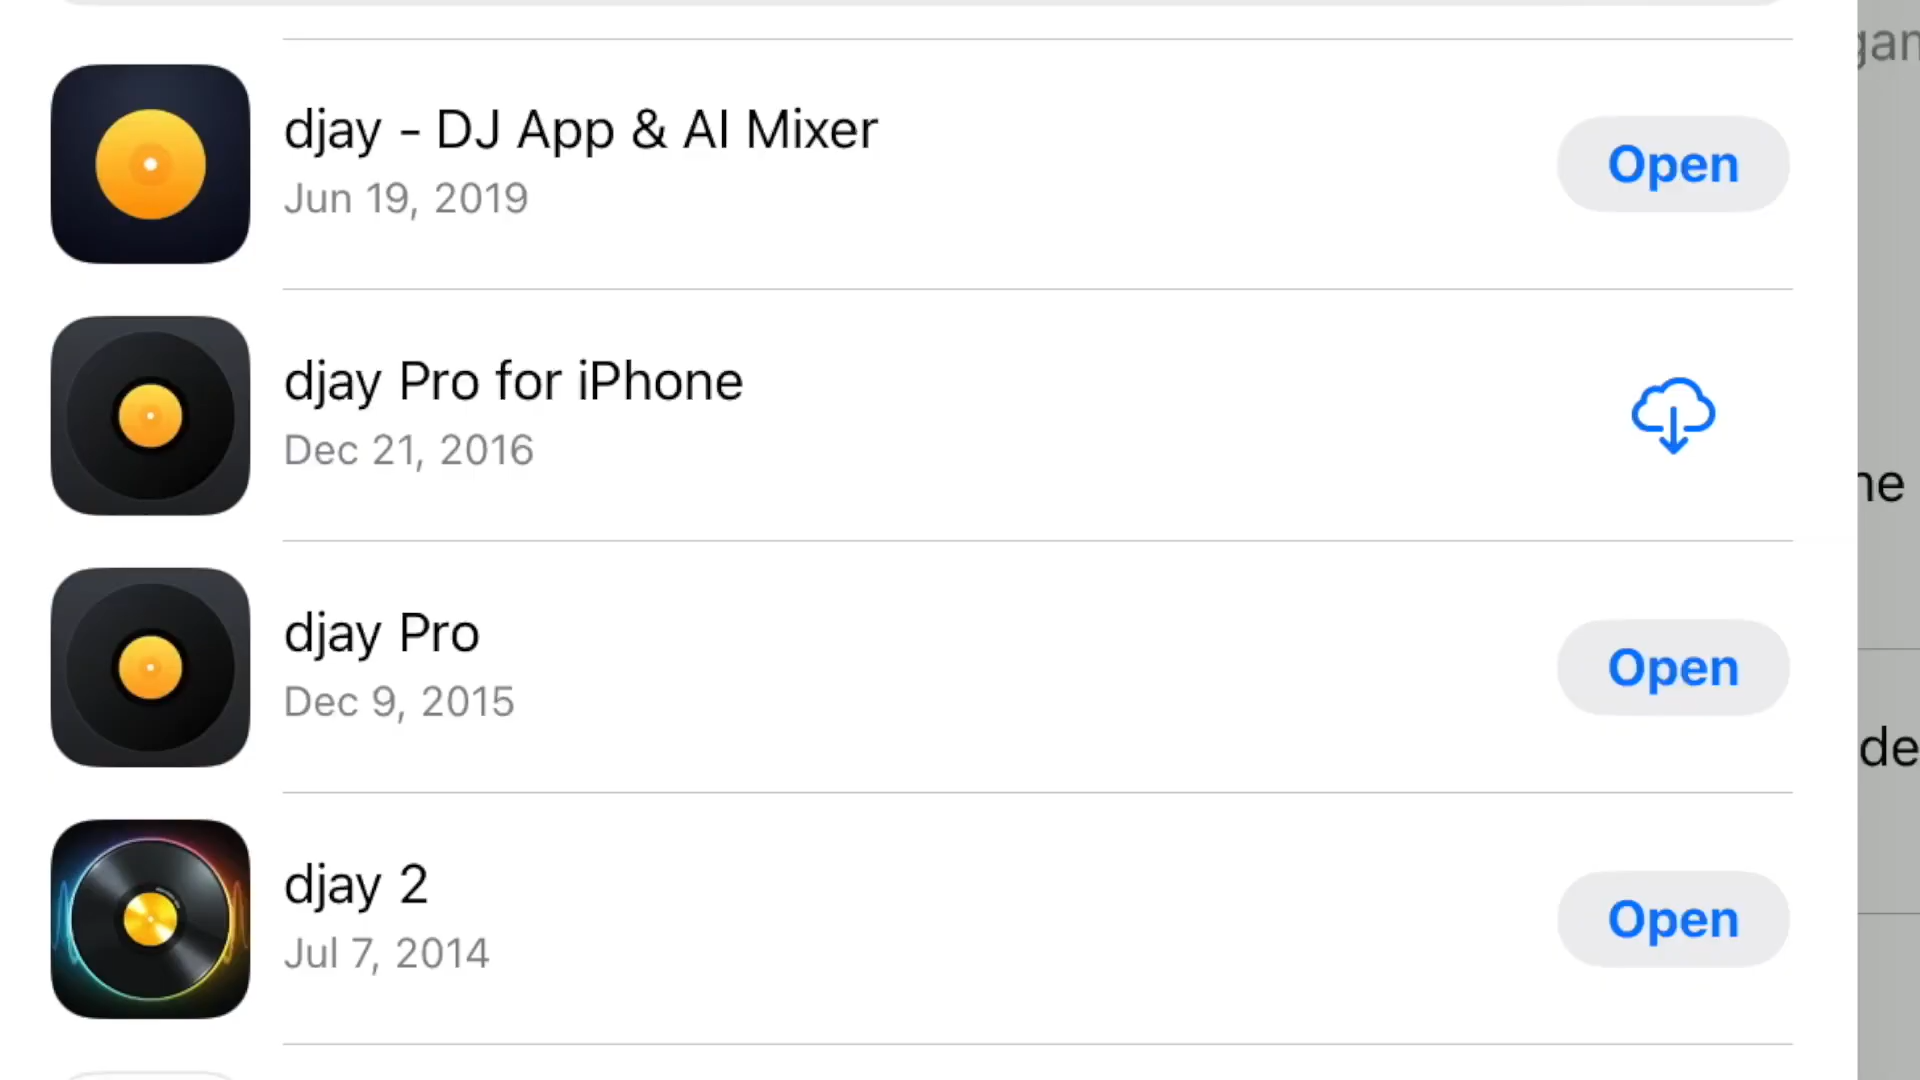 djay - DJ App & AI Mixer
Jun 19, 2019
Open
djay Pro for iPhone
Dec 21, 2016
djay Pro
Dec 9, 2015
Open
djay 2
Jul 7, 2014
Open